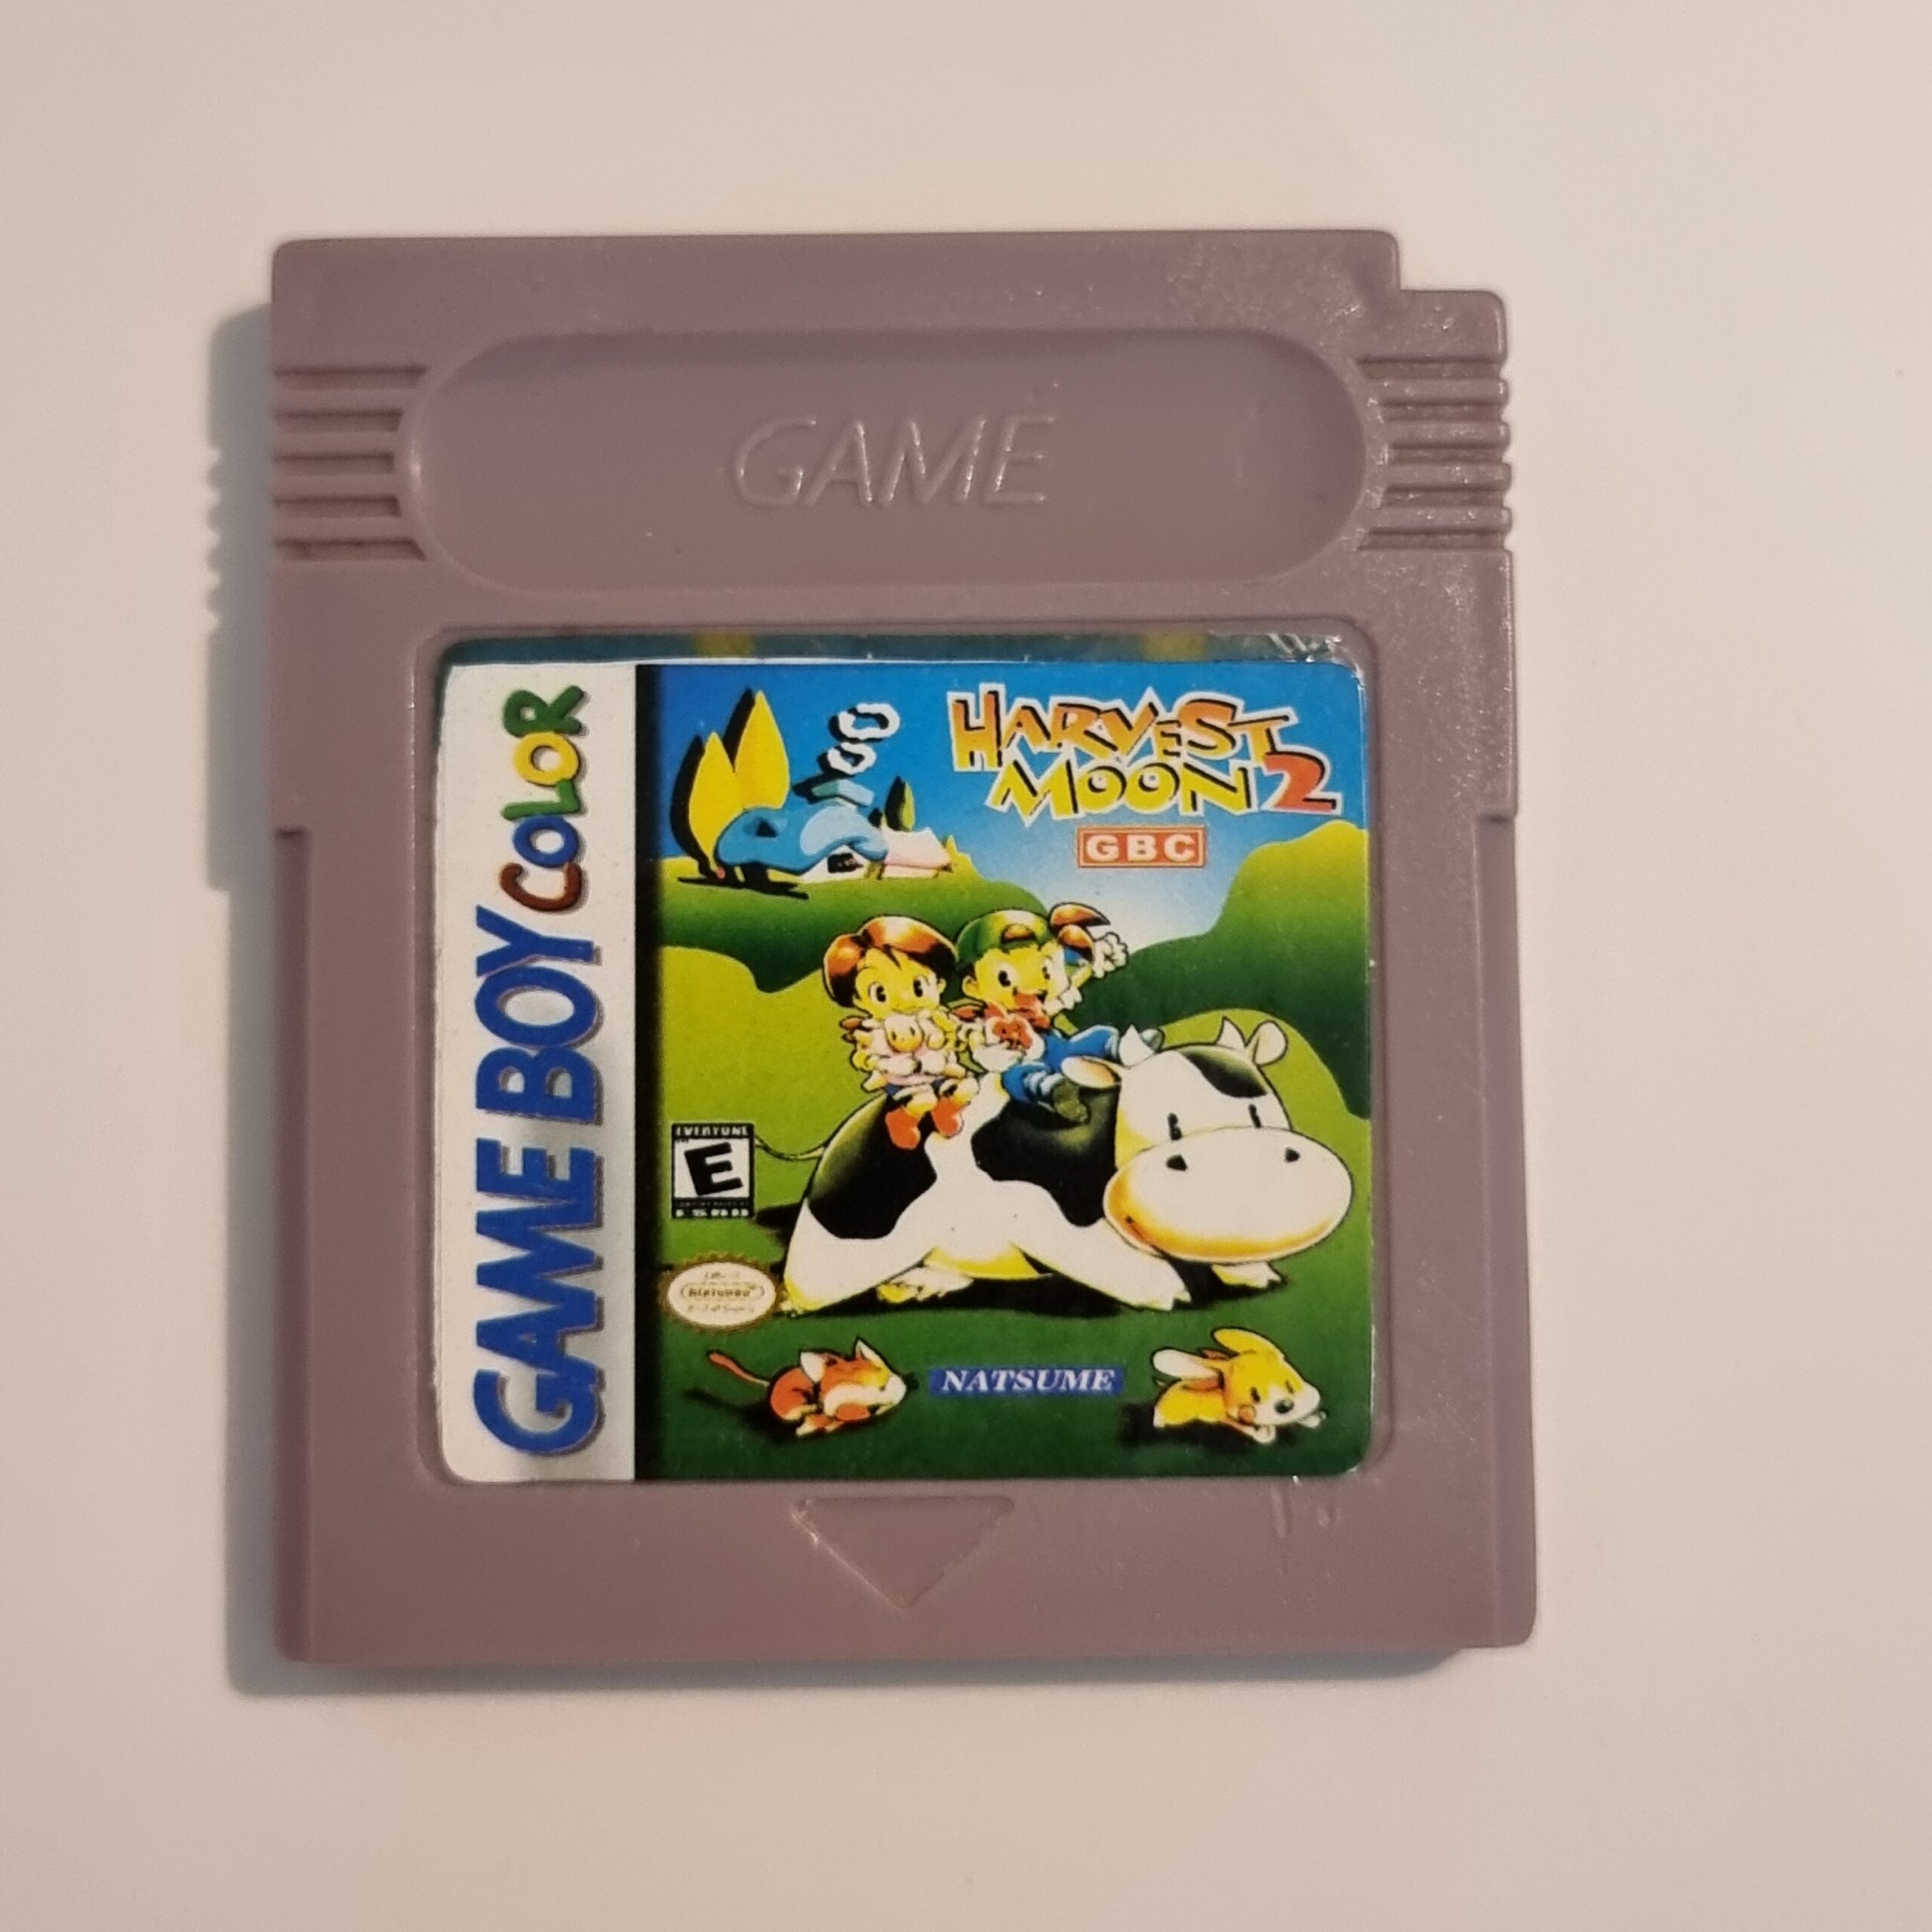 GAME
GAME BOY COLOR
HARVEST
MOON 2
GBC
EVERYONE
E
NATSUME